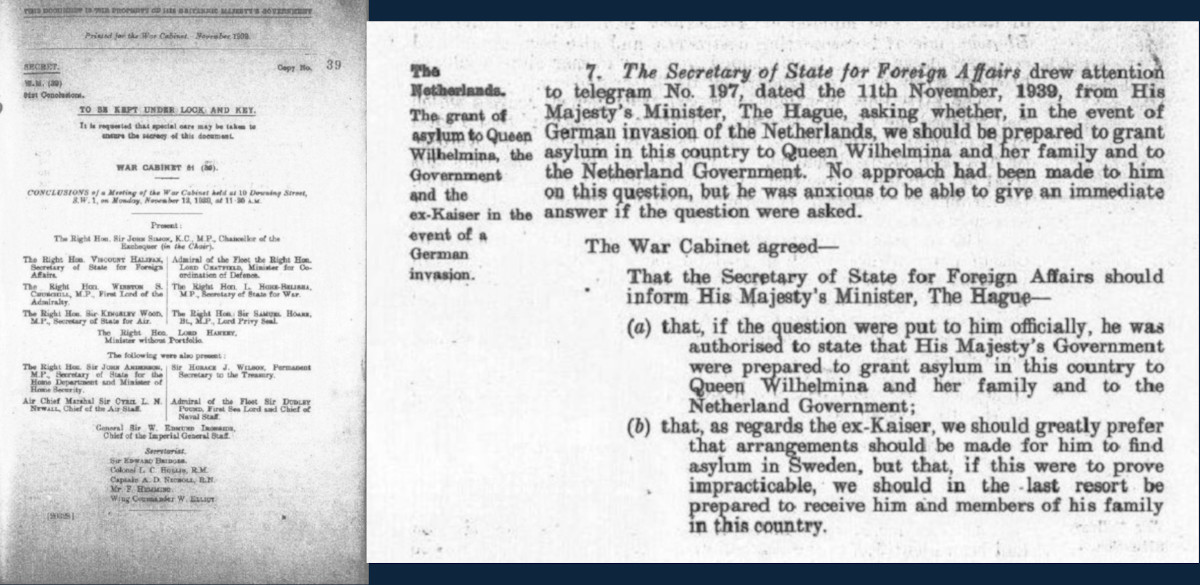 THIS DOCUMENT IS THE PROPERTY OF HIS BRITANNIC MAJESTY'S GOVERNMENT
Printed for the War Cabinet. November 1939.
SECRET.
Copy No. 39
W.M. (39)
81st Conclusions.
TO BE KEPT UNDER LOCK AND KEY.
It is requested that special care may be taken to
ensure the secrecy of this document.
WAR CABINET 81 (39).
CONCLUSIONS of a Meeting of the War Cabinet held at 10 Downing Street,
S.W. 1, on Monday, November 13, 1939, at 11·30 A.M.
Present:
The Right Hon. Sir JOHN SIMON, K.C., M.P., Chancellor of the
Exchequer (in the Chair).
The Right Hon. VISCOUNT HALIFAX,
Secretary of State for Foreign
Affairs.
Admiral of the Fleet the Right Hon.
LORD CHATFIELD, Minister for Co-
ordination of Defence.
The Right Hon. WINSTON S.
CHURCHILL, M.P., First Lord of the
Admiralty.
The Right Hon. L. HORE-BELISHA,
M.P., Secretary of State for War.
The Right Hon. Sir KINGSLEY WOOD,
M.P., Secretary of State for Air.
The Right Hon. Sir SAMUEL HOARE,
Bt., M.P., Lord Privy Seal.
The Right Hon. LORD HANKEY,
Minister without Portfolio.
The following were also present:
The Right Hon. Sir JOHN ANDERSON,
M.P., Secretary of State for the
Home Department and Minister of
Home Security.
Sir HORACE J. WILSON, Permanent
Secretary to the Treasury.
Air Chief Marshal Sir CYRIL L. N.
NEWALL, Chief of the Air Staff.
Admiral of the Fleet Sir DUDLEY
POUND, First Sea Lord and Chief of
Naval Staff.
General Sir W. EDMUND IRONSIDE,
Chief of the Imperial General Staff.
Secretariat.
Sir EDWARD BRIDGES.
Colonel L. C. HOLLIS, R.M.
Captain A. D. NICHOLL, R.N.
Mr. F. HEMMING.
Wing Commander W. ELLIOT.
The
Netherlands.
The grant of
asylum to Queen
Wilhelmina, the
Government
and the
ex-Kaiser in the
event of a
German
invasion.
7. The Secretary of State for Foreign Affairs drew attention
to telegram No. 197, dated the 11th November, 1939, from His
Majesty's Minister, The Hague, asking whether, in the event of
German invasion of the Netherlands, we should be prepared to grant
asylum in this country to Queen Wilhelmina and her family and to
the Netherland Government. No approach had been made to him
on this question, but he was anxious to be able to give an immediate
answer if the question were asked.
The War Cabinet agreed—
That the Secretary of State for Foreign Affairs should
inform His Majesty's Minister, The Hague—
(a) that, if the question were put to him officially, he was
authorised to state that His Majesty's Government
were prepared to grant asylum in this country to
Queen Wilhelmina and her family and to the
Netherland Government;
(b) that, as regards the ex-Kaiser, we should greatly prefer
that arrangements should be made for him to find
asylum in Sweden, but that, if this were to prove
impracticable, we should in the last resort be
prepared to receive him and members of his family
in this country.